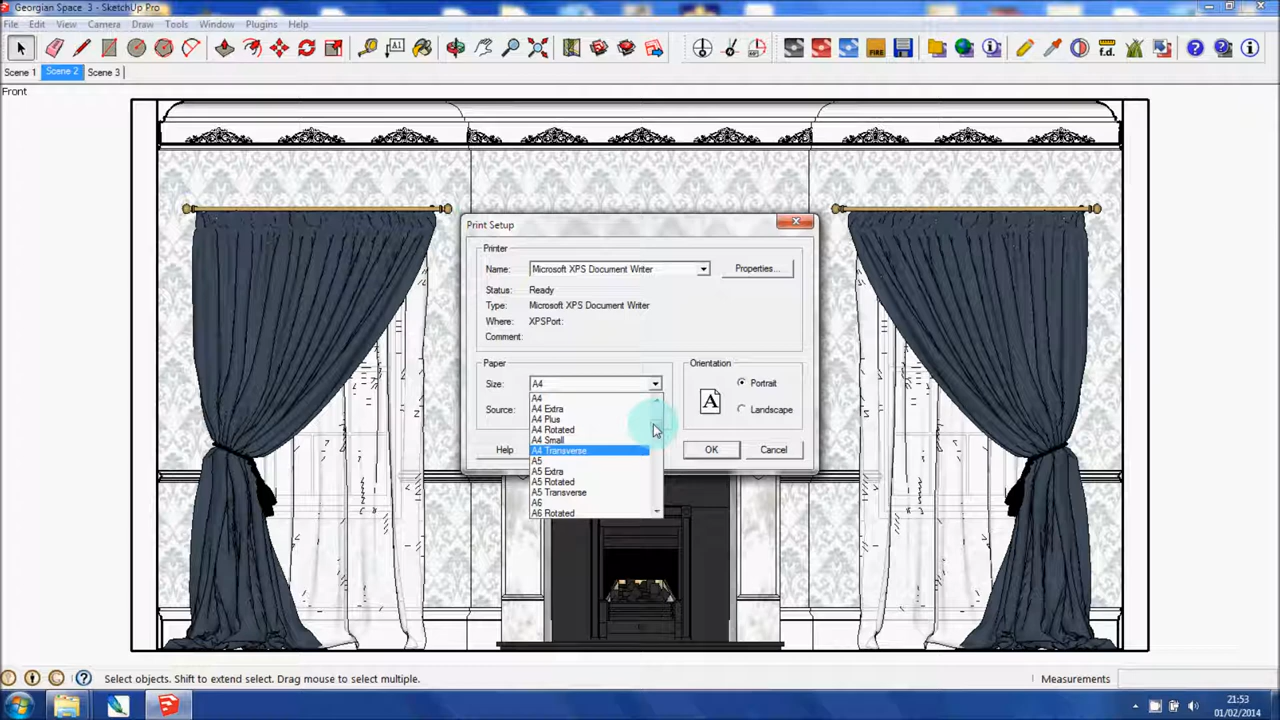 Georgian Space  3 - SketchUp Pro
File Edit View Camera Draw Tools Window Plugins Help
A1
FIRE
f.d.
Scene 1 Scene 2 Scene 3
Front
Print Setup
Printer
Name: Microsoft XPS Document Writer Properties...
Status: Ready
Type: Microsoft XPS Document Writer
Where: XPSPort:
Comment:
Paper
Size: A4
Source:
Orientation
A
Portrait
Landscape
A4
A4 Extra
A4 Plus
A4 Rotated
A4 Small
A4 Transverse
A5
A5 Extra
A5 Rotated
A5 Transverse
A6
A6 Rotated
Help OK Cancel
Select objects. Shift to extend select. Drag mouse to select multiple.
Measurements
21:53
01/02/2014